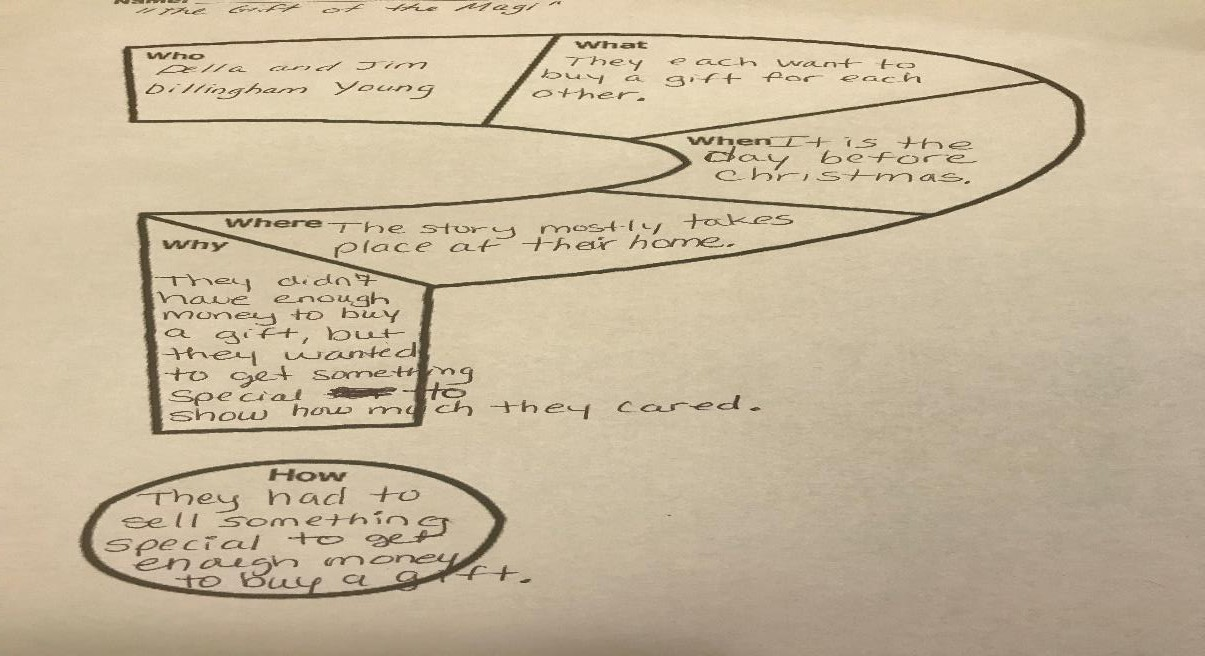 Name:
"The Gift of the Magi"
Who
Della and Jim
Dillingham Young
What
They each want to
buy a gift for each
other.
When It is the
day before
Christmas.
Where The story mostly takes
place at their home.
Why
They didn't
have enough
money to buy
a gift, but
they wanted
to get something
special to
show how much they cared.
How
They had to
sell something
special to get
enough money
to buy a gift.